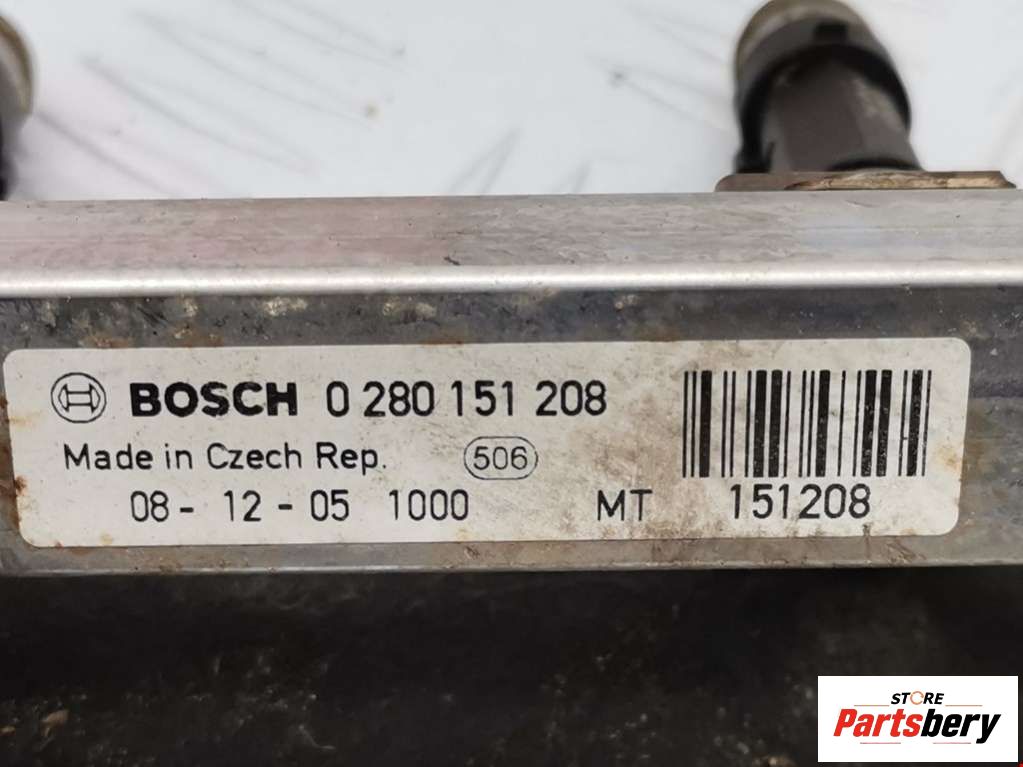 BOSCH 0 280 151 208
Made in Czech Rep. 506
08- 12 - 05 1000 MT 151208
STORE
Partsbery